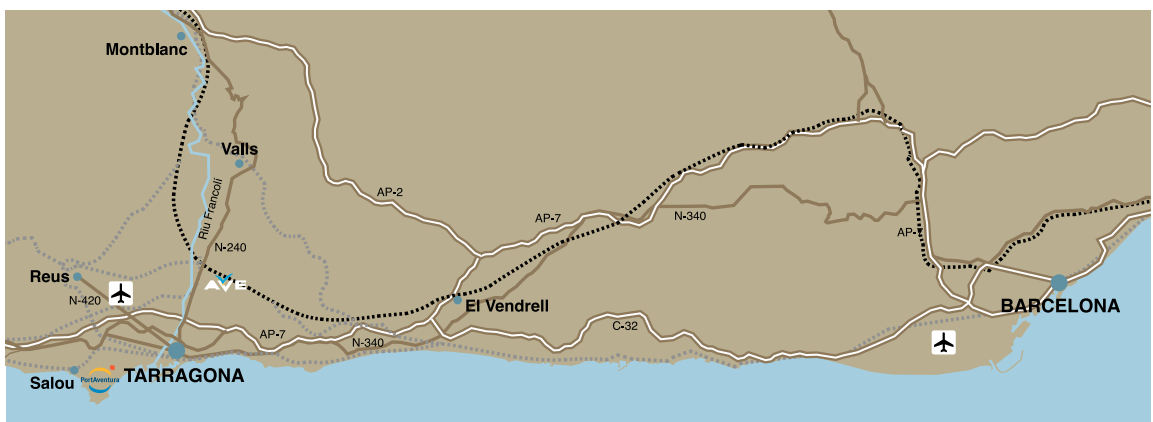 Montblanc
Valls
AP-2
Riu Francolí
AP-7
N-340
N-240
AP-7
Reus
AVE
N-420
El Vendrell
BARCELONA
C-32
AP-7
N-340
Salou
PortAventura
TARRAGONA